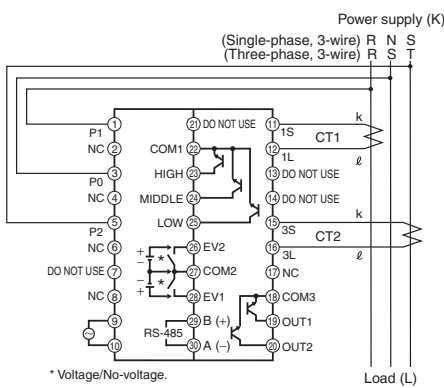 Power supply (K)
(Single-phase, 3-wire) R N S
(Three-phase, 3-wire) R S T
1 21 DO NOT USE 11 k
P1 1S CT1
NC 2 COM1 22 12 ℓ
1L
3 HIGH 23 13 DO NOT USE
P0
NC 4 MIDDLE 24 14 DO NOT USE
5 LOW 25 15 k
P2 3S CT2
NC 6 + − * 26 EV2 16 ℓ
3L
DO NOT USE 7 − + * 27 COM2 17 NC
NC 8 28 EV1 18 COM3
9 RS-485 29 B (+) 19 OUT1
10 30 A (−) 20 OUT2
* Voltage/No-voltage.
Load (L)